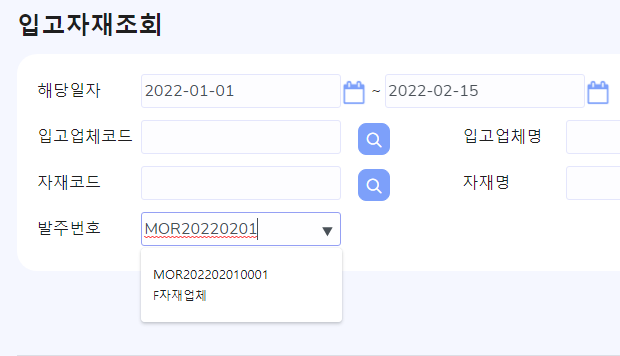 입고자재조회
해당일자 2022-01-01 ~ 2022-02-15
입고업체코드 입고업체명
자재코드 자재명
발주번호 MOR20220201
MOR202202010001
F자재업체